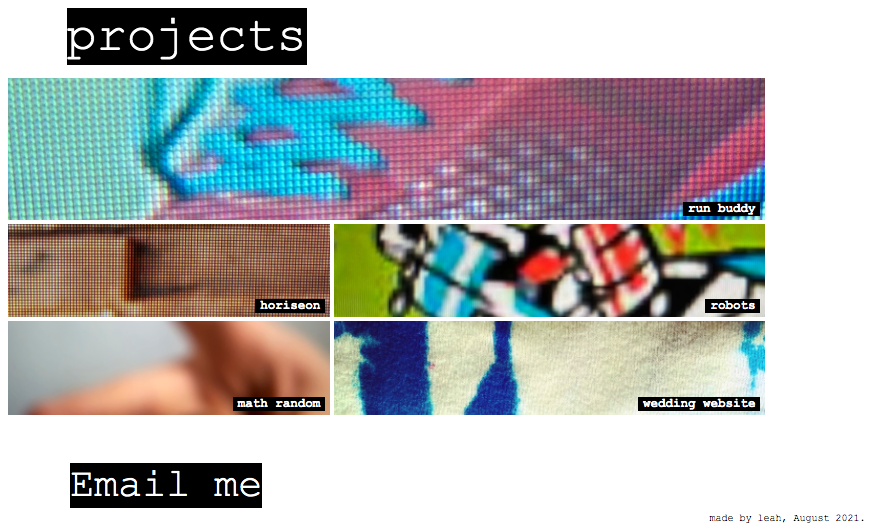 projects
run buddy
horiseon
robots
math random
wedding website
Email me
made by leah, August 2021.